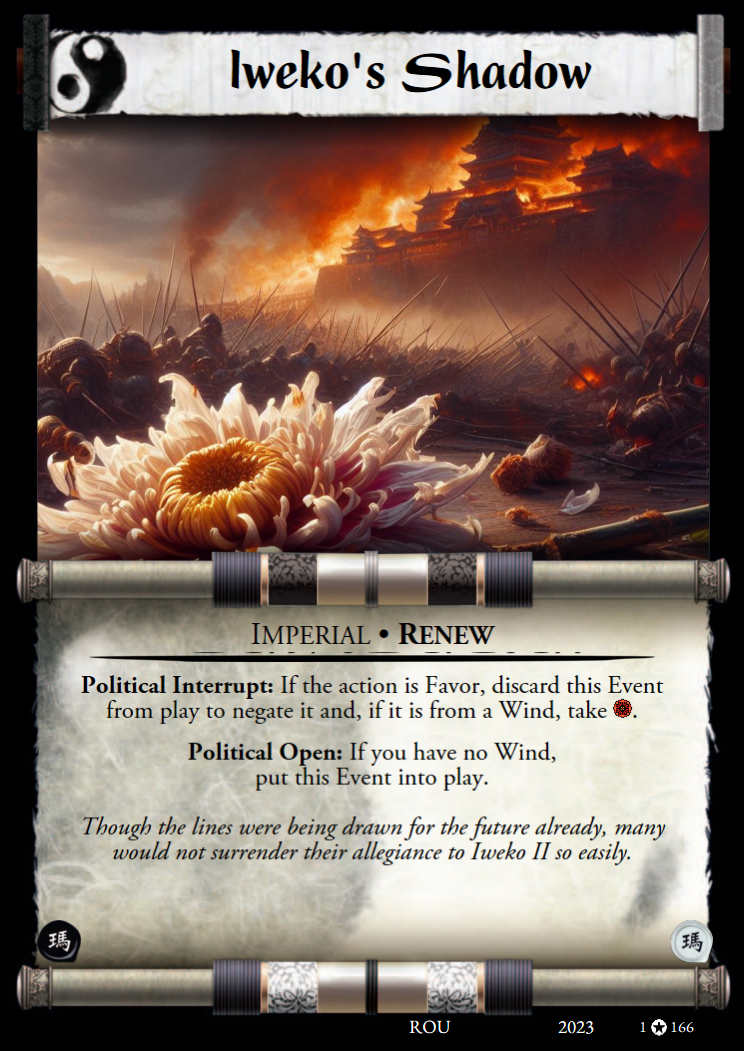 Iweko's Shadow
Imperial • Renew
Political Interrupt: If the action is Favor, discard this Event
from play to negate it and, if it is from a Wind, take .
Political Open: If you have no Wind,
put this Event into play.
Though the lines were being drawn for the future already, many
would not surrender their allegiance to Iweko II so easily.
瑪 瑪
ROU 2023 1 ✪ 166